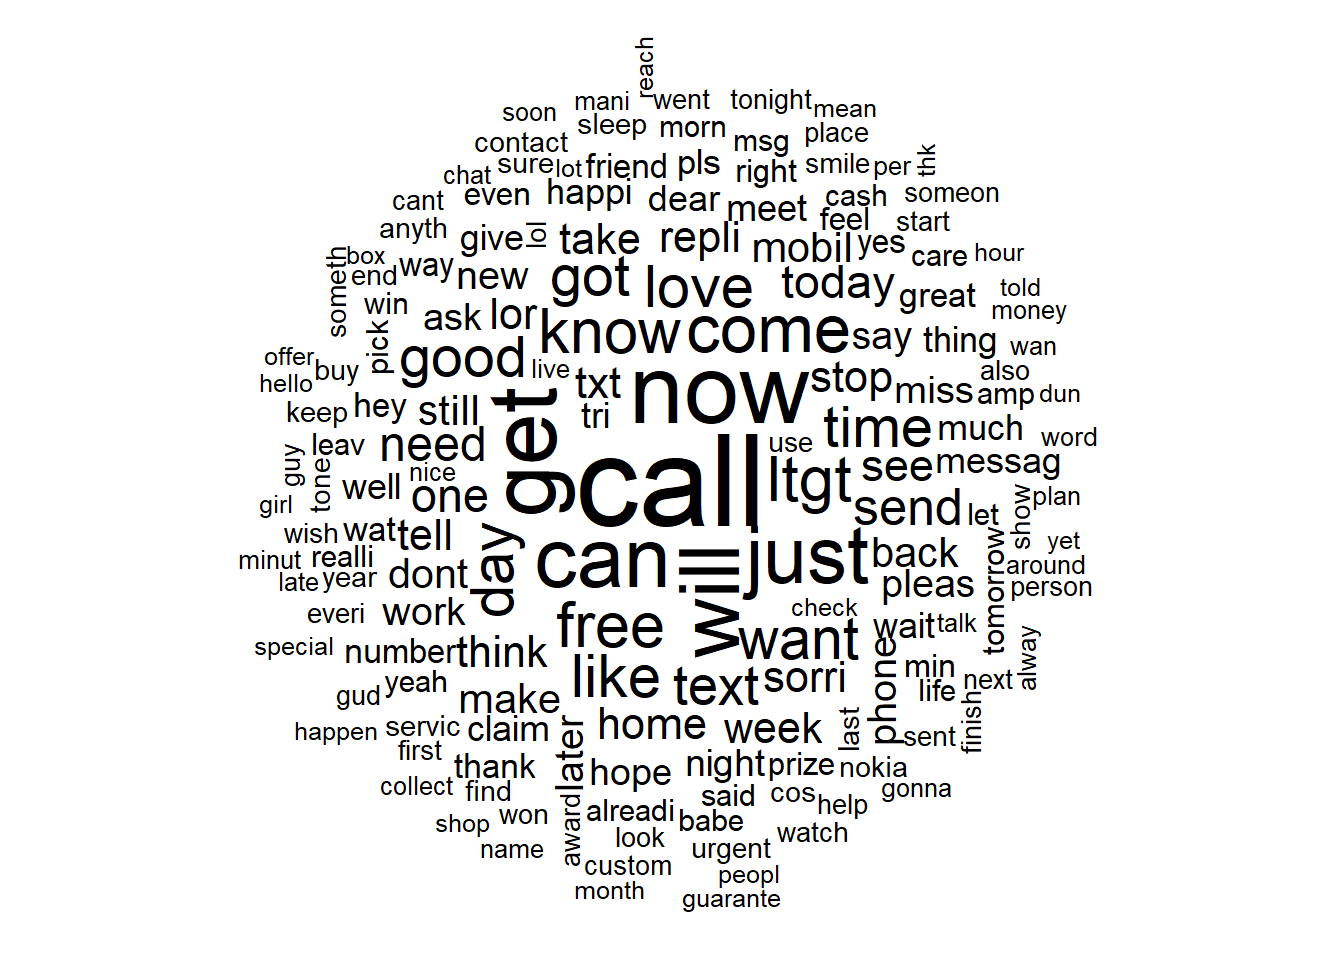 reach
soon mani went tonight mean
contact sleep morn msg place
chat sure lot friend pls right smile per thk
cant even happi dear meet cash feel someon
anyth give lol take repli mobil yes start
someth box end way new got love today care hour
win ask lor know come great told money
pick good say thing wan
offer hello buy live txt now stop miss also amp dun
keep hey still get tri time much word
guy leav need call use see messag
girl tone well nice one ltgt send let show plan
wish wat tell day can will just back tomorrow yet
minut realli late year dont pleas around person
everi work free check want wait talk
special number think phone min alway
gud yeah make like text sorri life next
happen servic claim home week last sent finish
first thank later hope night prize nokia
collect find alreadi said cos help gonna
shop won award look babe watch
name custom urgent
month peopl
guarante